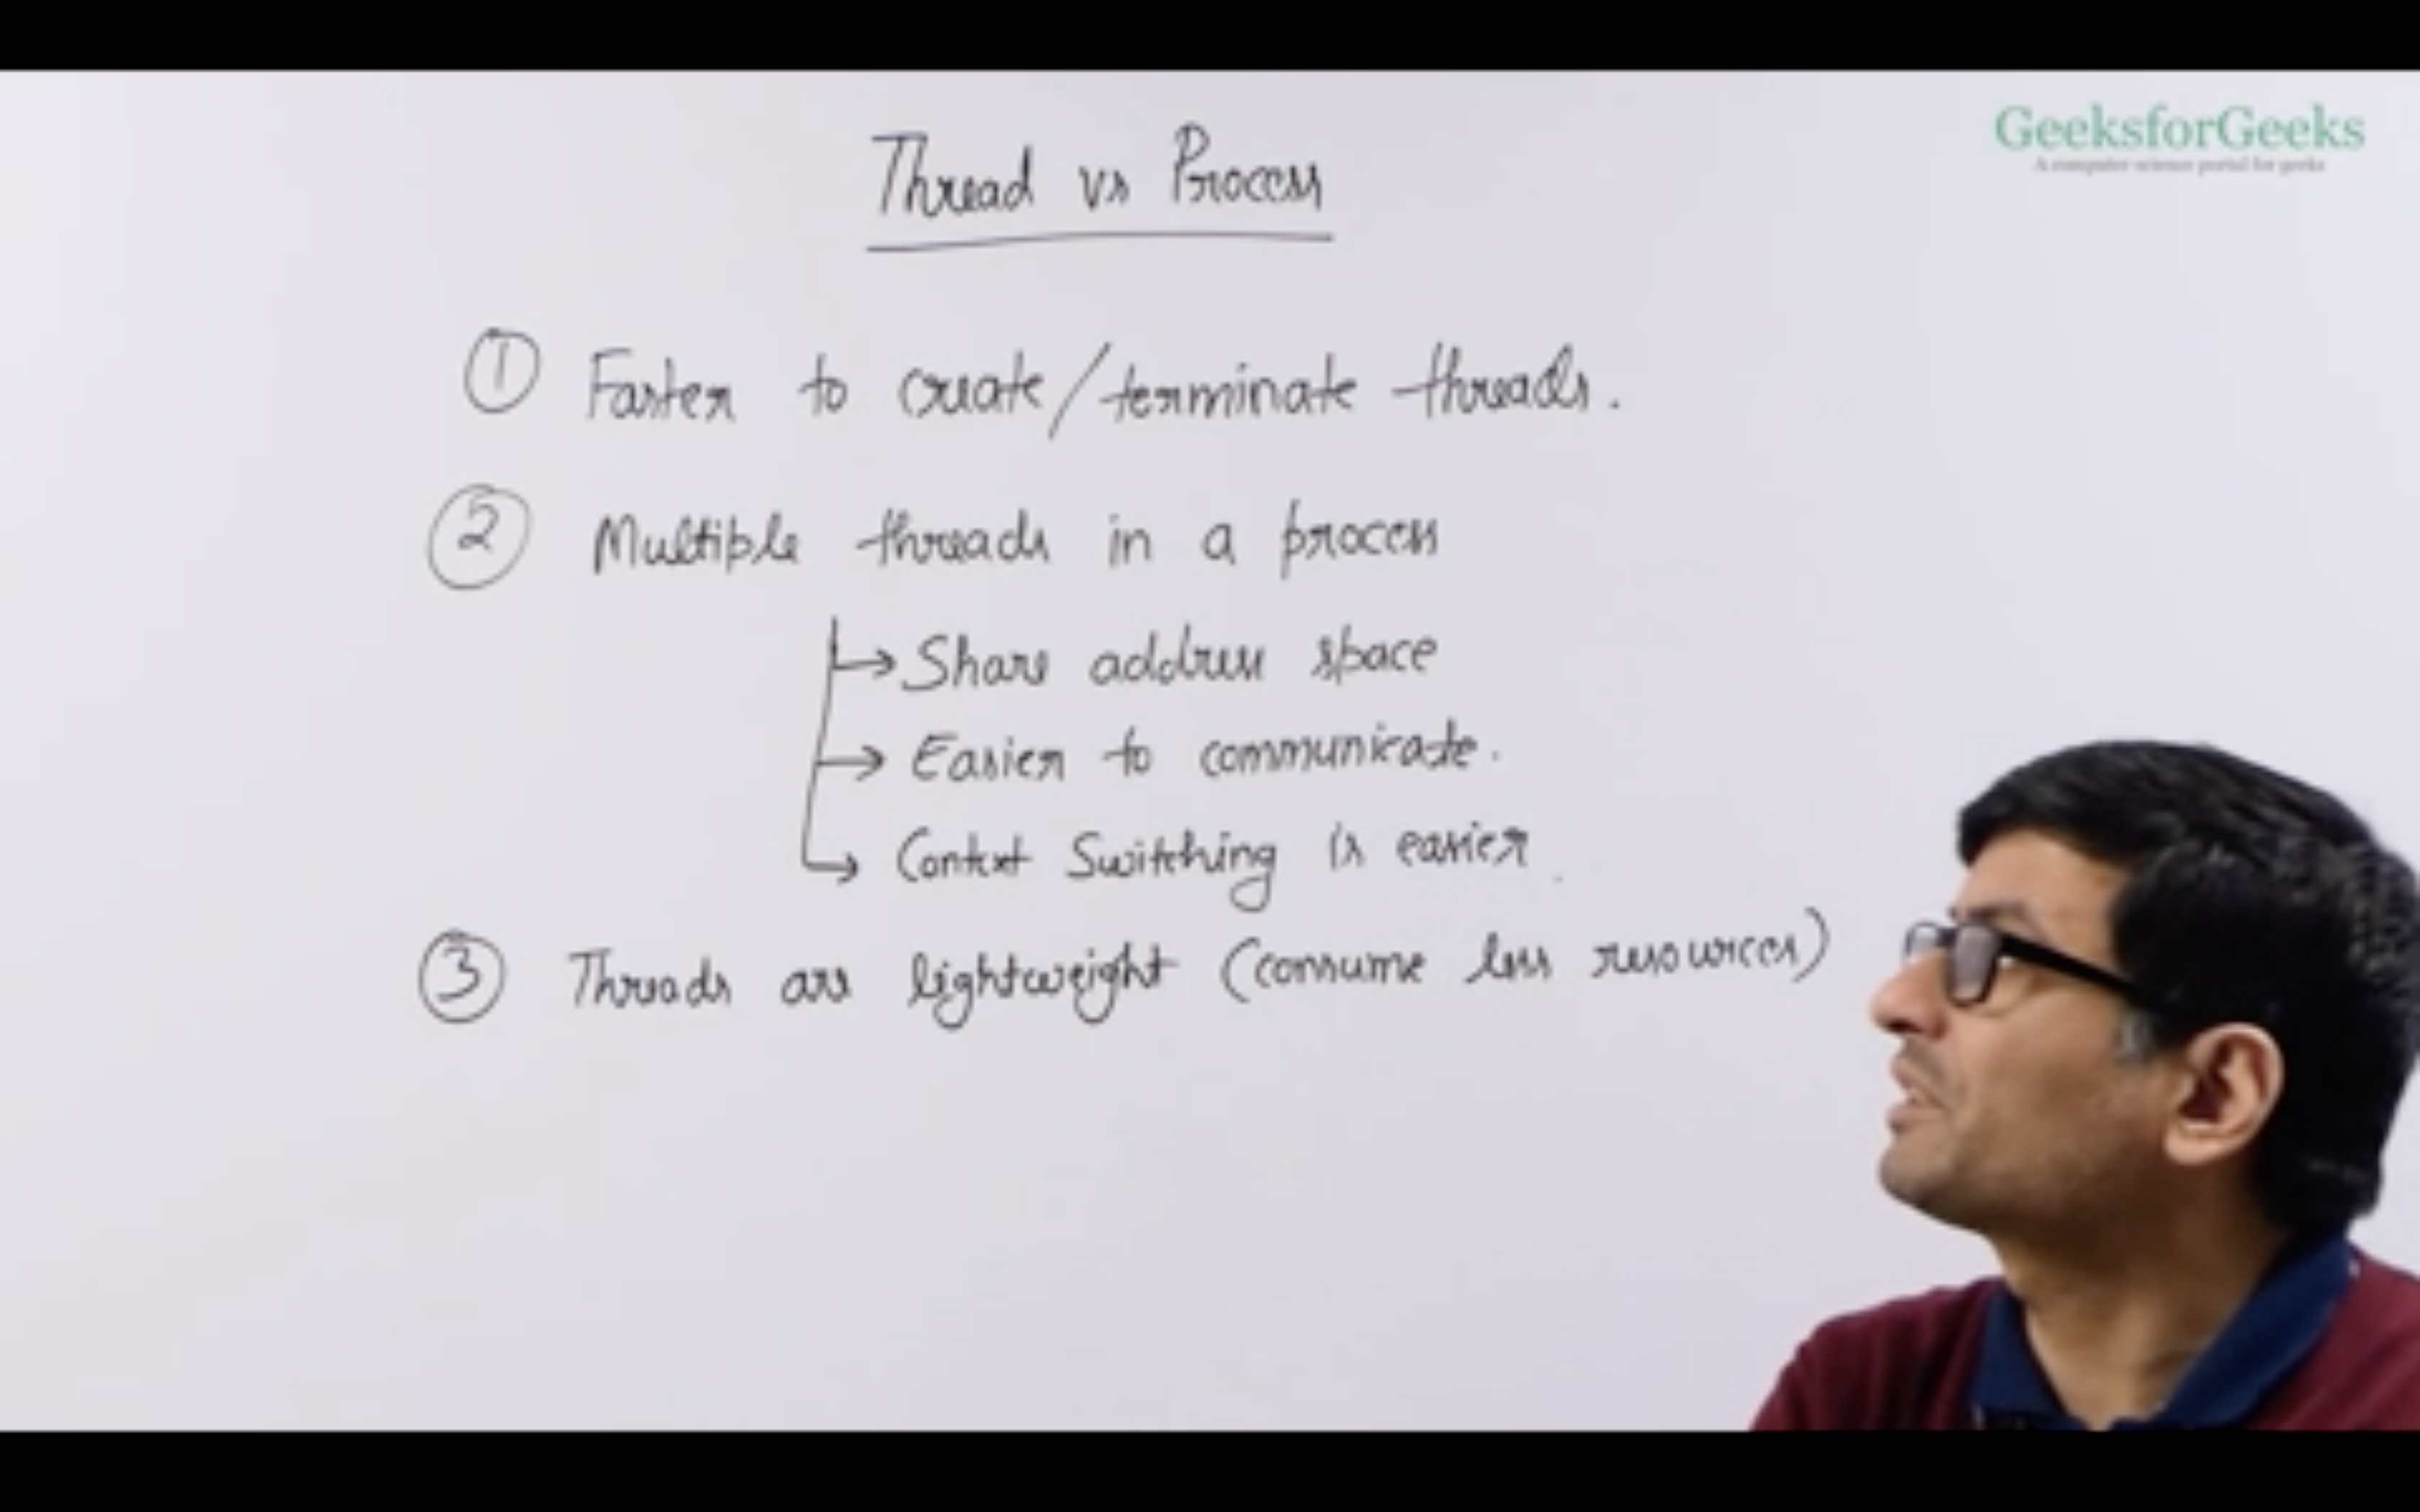 GeeksforGeeks
A computer science portal for geeks
Thread vs Process
① Faster to create/terminate threads.
② Multiple threads in a process
→ Share address space
→ Easier to communicate.
→ Context Switching is easier.
③ Threads are lightweight (consume less resources)